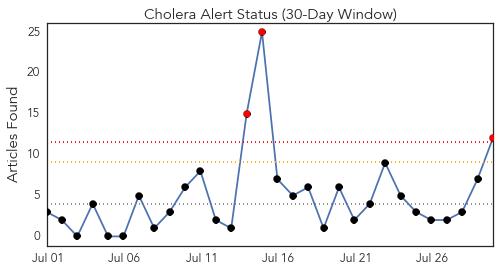 Cholera Alert Status (30-Day Window)
25
20
15
10
5
0
Articles Found
Jul 01
Jul 06
Jul 11
Jul 16
Jul 21
Jul 26